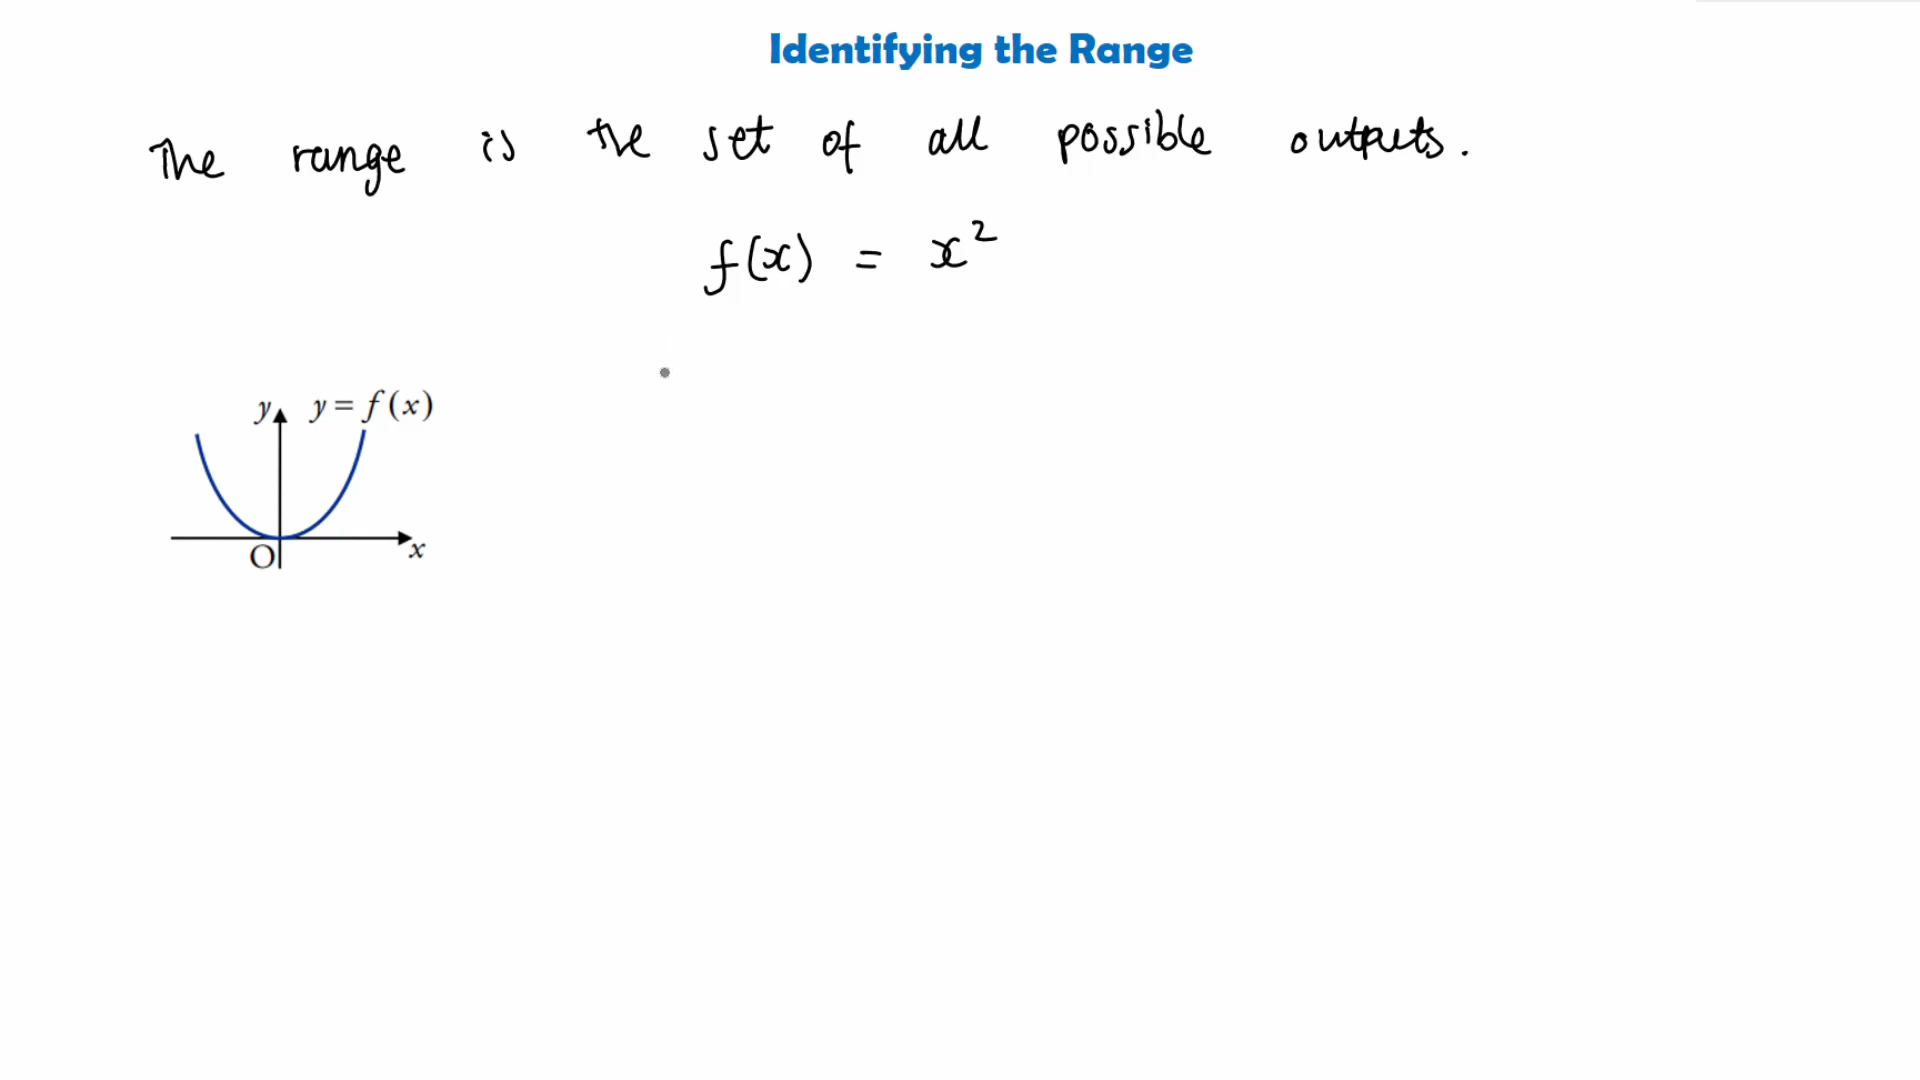 Identifying the Range
The range is the set of all possible outputs.
f(x) = x²
y y = f(x)
O x